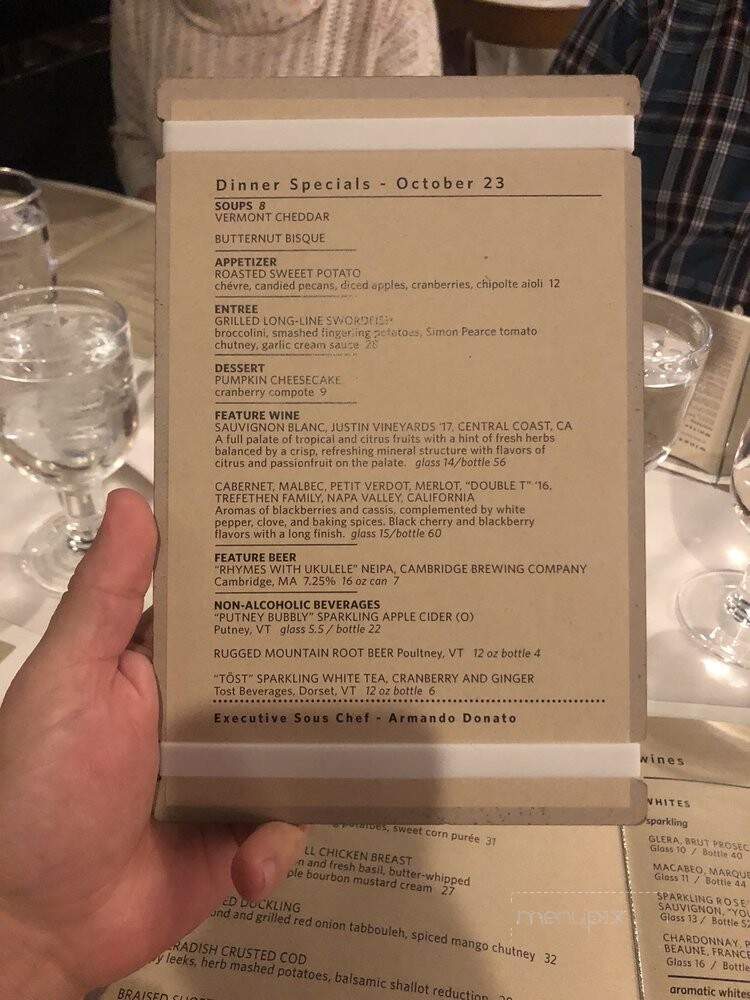 Dinner Specials - October 23
SOUPS 8
VERMONT CHEDDAR
BUTTERNUT BISQUE
APPETIZER
ROASTED SWEEET POTATO
chévre, candied pecans, diced apples, cranberries, chipolte aioli 12
ENTREE
GRILLED LONG-LINE SWORDFISH
broccolini, smashed fingerling potatoes, Simon Pearce tomato
chutney, garlic cream sauce 28
DESSERT
PUMPKIN CHEESECAKE
cranberry compote 9
FEATURE WINE
SAUVIGNON BLANC, JUSTIN VINEYARDS '17, CENTRAL COAST, CA
A full palate of tropical and citrus fruits with a hint of fresh herbs
balanced by a crisp, refreshing mineral structure with flavors of
citrus and passionfruit on the palate. glass 14/bottle 56
CABERNET, MALBEC, PETIT VERDOT, MERLOT, "DOUBLE T" '16,
TREFETHEN FAMILY, NAPA VALLEY, CALIFORNIA
Aromas of blackberries and cassis, complemented by white
pepper, clove, and baking spices. Black cherry and blackberry
flavors with a long finish. glass 15/bottle 60
FEATURE BEER
"RHYMES WITH UKULELE" NEIPA, CAMBRIDGE BREWING COMPANY
Cambridge, MA 7.25% 16 oz can 7
NON-ALCOHOLIC BEVERAGES
"PUTNEY BUBBLY" SPARKLING APPLE CIDER (O)
Putney, VT glass 5.5 / bottle 22
RUGGED MOUNTAIN ROOT BEER Poultney, VT 12 oz bottle 4
"TÖST" SPARKLING WHITE TEA, CRANBERRY AND GINGER
Tost Beverages, Dorset, VT 12 oz bottle 6
Executive Sous Chef - Armando Donato
potatoes, sweet corn purée 31
CHICKEN BREAST
and fresh basil, butter-whipped
bourbon mustard cream 27
DUCKLING
and grilled red onion tabbouleh, spiced mango chutney 32
CRUSTED COD
leeks, herb mashed potatoes, balsamic shallot reduction
BRAISED
wines
WHITES
sparkling
GLERA, BRUT PROSEC
Glass 10 / Bottle 40
MACABEO, MARQUE
Glass 11 / Bottle 44
SPARKLING ROSE
SAUVIGNON, "YO
Glass 13 / Bottle 52
CHARDONNAY, P
BEAUNE, FRANCE
Glass 16 / Bottle
aromatic whites
menupix